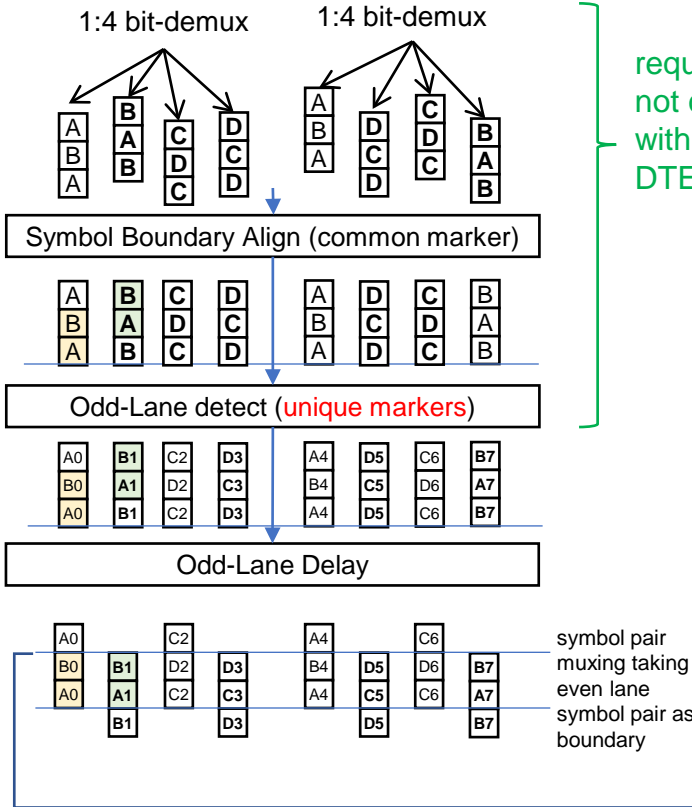 1:4 bit-demux 1:4 bit-demux
requ
not
with
DTE
A B C D A D C B
B A D C B C D A
A B C D A D C B
Symbol Boundary Align (common marker)
A B C D A D C B
B A D C B C D A
A B C D A D C B
Odd-Lane detect (unique markers)
A0 B1 C2 D3 A4 D5 C6 B7
B0 A1 D2 C3 B4 C5 D6 A7
A0 B1 C2 D3 A4 D5 C6 B7
Odd-Lane Delay
A0 C2 A4 C6
B0 B1 D2 D3 B4 D5 D6 B7
A0 A1 C2 C3 A4 C5 C6 A7
B1 D3 D5 B7
symbol pair
muxing taking
even lane
symbol pair as
boundary